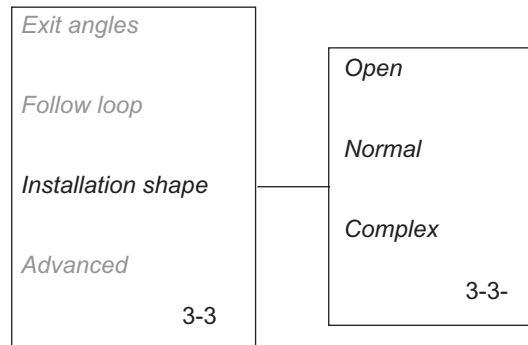 Exit angles
Follow loop
Installation shape
Advanced
3-3
Open
Normal
Complex
3-3-